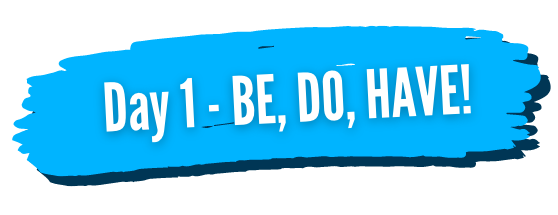 Day 1 - BE, DO, HAVE!